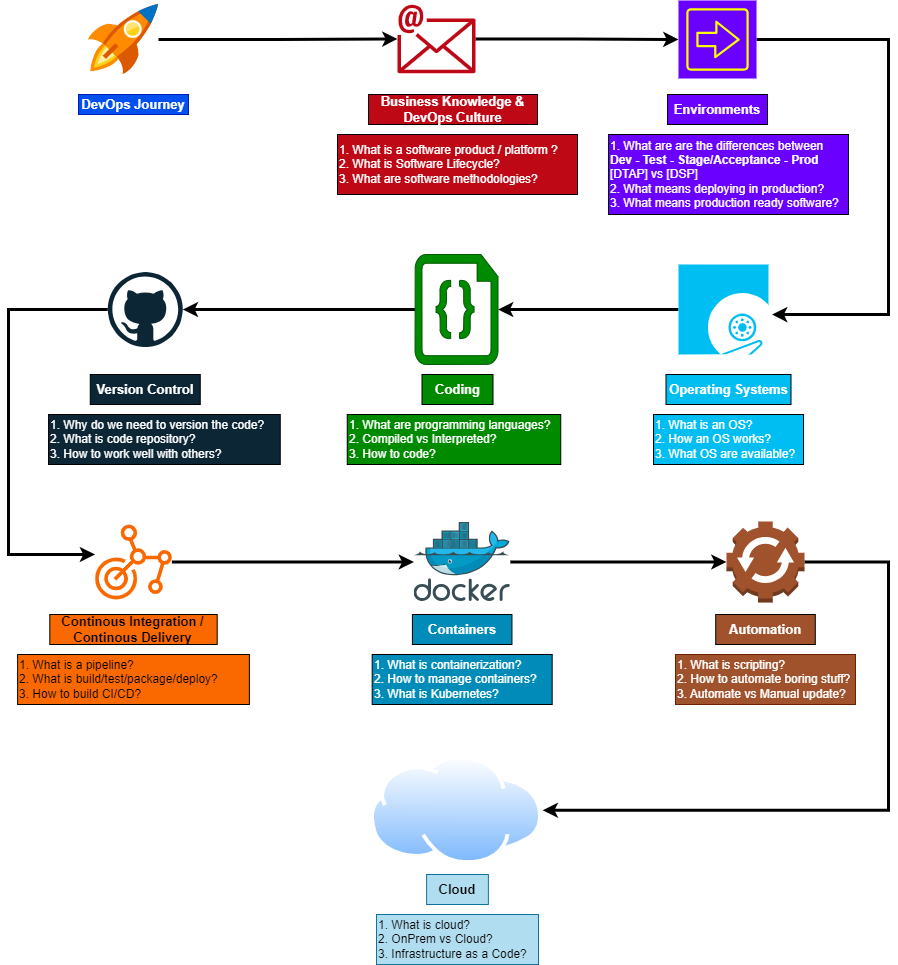 DevOps Journey
@
Business Knowledge &
DevOps Culture
1. What is a software product / platform ?
2. What is Software Lifecycle?
3. What are software methodologies?
Environments
1. What are are the differences between
Dev - Test - Stage/Acceptance - Prod
[DTAP] vs [DSP]
2. What means deploying in production?
3. What means production ready software?
Operating Systems
1. What is an OS?
2. How an OS works?
3. What OS are available?
{}
Coding
1. What are programming languages?
2. Compiled vs Interpreted?
3. How to code?
Version Control
1. Why do we need to version the code?
2. What is code repository?
3. How to work well with others?
Continous Integration /
Continous Delivery
1. What is a pipeline?
2. What is build/test/package/deploy?
3. How to build CI/CD?
docker
Containers
1. What is containerization?
2. How to manage containers?
3. What is Kubernetes?
Automation
1. What is scripting?
2. How to automate boring stuff?
3. Automate vs Manual update?
Cloud
1. What is cloud?
2. OnPrem vs Cloud?
3. Infrastructure as a Code?